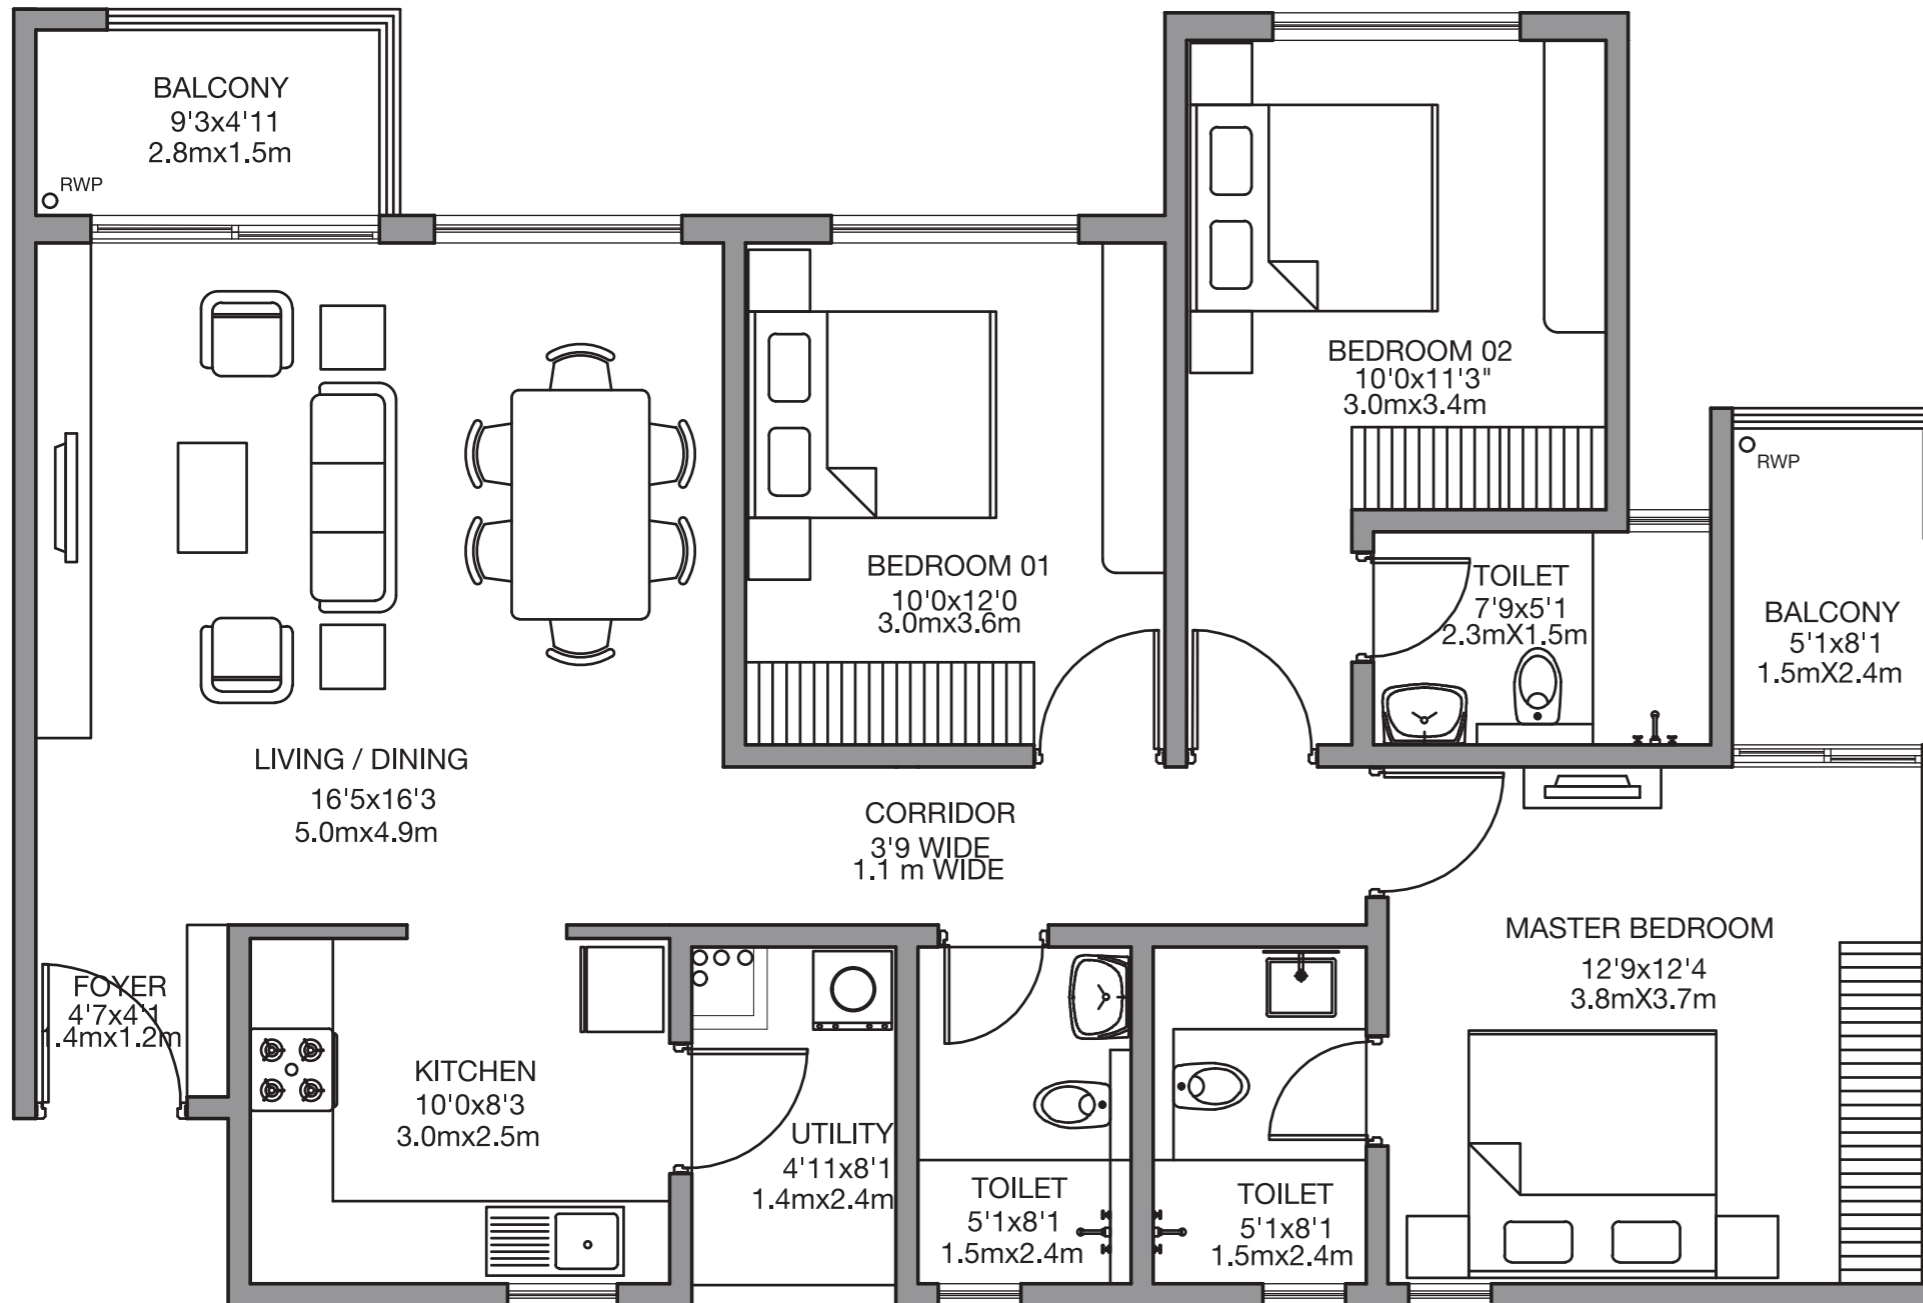 BALCONY
9'3x4'11
2.8mx1.5m
RWP
BEDROOM 02
10'0x11'3"
3.0mx3.4m
RWP
BEDROOM 01
10'0x12'0
3.0mx3.6m
TOILET
7'9x5'1
2.3mX1.5m
BALCONY
5'1x8'1
1.5mX2.4m
LIVING / DINING
16'5x16'3
5.0mx4.9m
CORRIDOR
3'9 WIDE
1.1 m WIDE
MASTER BEDROOM
12'9x12'4
3.8mX3.7m
FOYER
4'7x4'1
1.4mx1.2m
KITCHEN
10'0x8'3
3.0mx2.5m
UTILITY
4'11x8'1
1.4mx2.4m
TOILET
5'1x8'1
1.5mx2.4m
TOILET
5'1x8'1
1.5mx2.4m